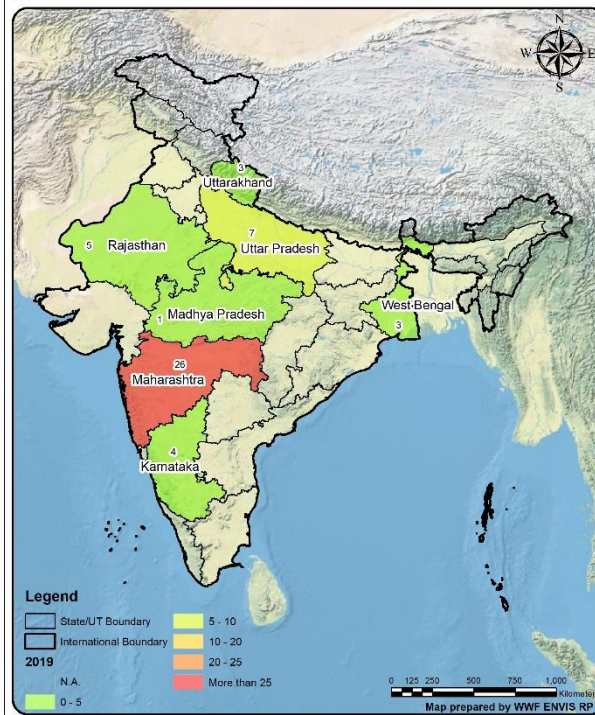 N
W E
S
3
Uttarakhand
5
Rajasthan
7
Uttar Pradesh
1
Madhya Pradesh
West Bengal
3
26
Maharashtra
4
Karnataka
Legend
State/UT Boundary
International Boundary
2019
N.A.
0 - 5
5 - 10
10 - 20
20 - 25
More than 25
0 125 250 500 750 1,000
Kilometer
Map prepared by WWF ENVIS RP